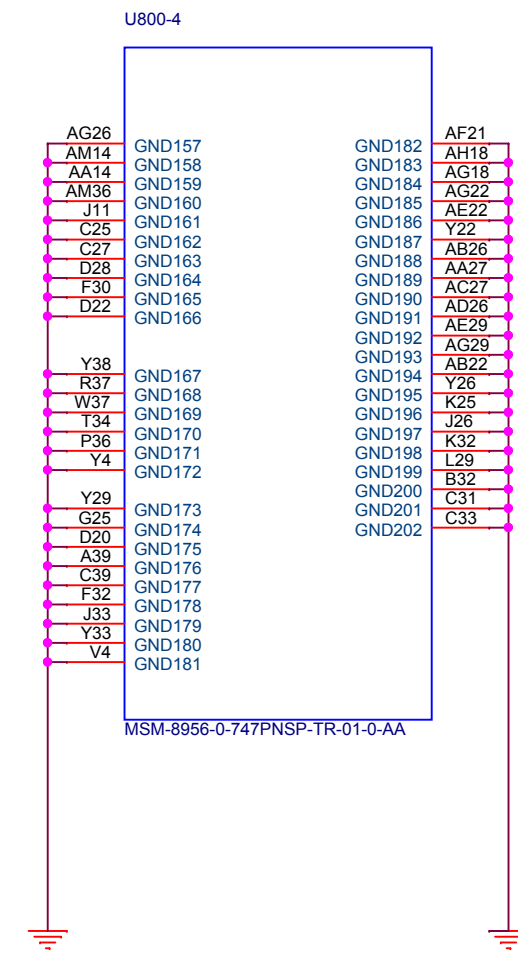 U800-4
AG26 GND157
AM14 GND158
AA14 GND159
AM36 GND160
J11 GND161
C25 GND162
C27 GND163
D28 GND164
F30 GND165
D22 GND166
Y38 GND167
R37 GND168
W37 GND169
T34 GND170
P36 GND171
Y4 GND172
Y29 GND173
G25 GND174
D20 GND175
A39 GND176
C39 GND177
F32 GND178
J33 GND179
Y33 GND180
V4 GND181
GND182 AF21
GND183 AH18
GND184 AG18
GND185 AG22
GND186 AE22
GND187 Y22
GND188 AB26
GND189 AA27
GND190 AC27
GND191 AD26
GND192 AE29
GND193 AG29
GND194 AB22
GND195 Y26
GND196 K25
GND197 J26
GND198 K32
GND199 L29
GND200 B32
GND201 C31
GND202 C33
MSM-8956-0-747PNSP-TR-01-0-AA